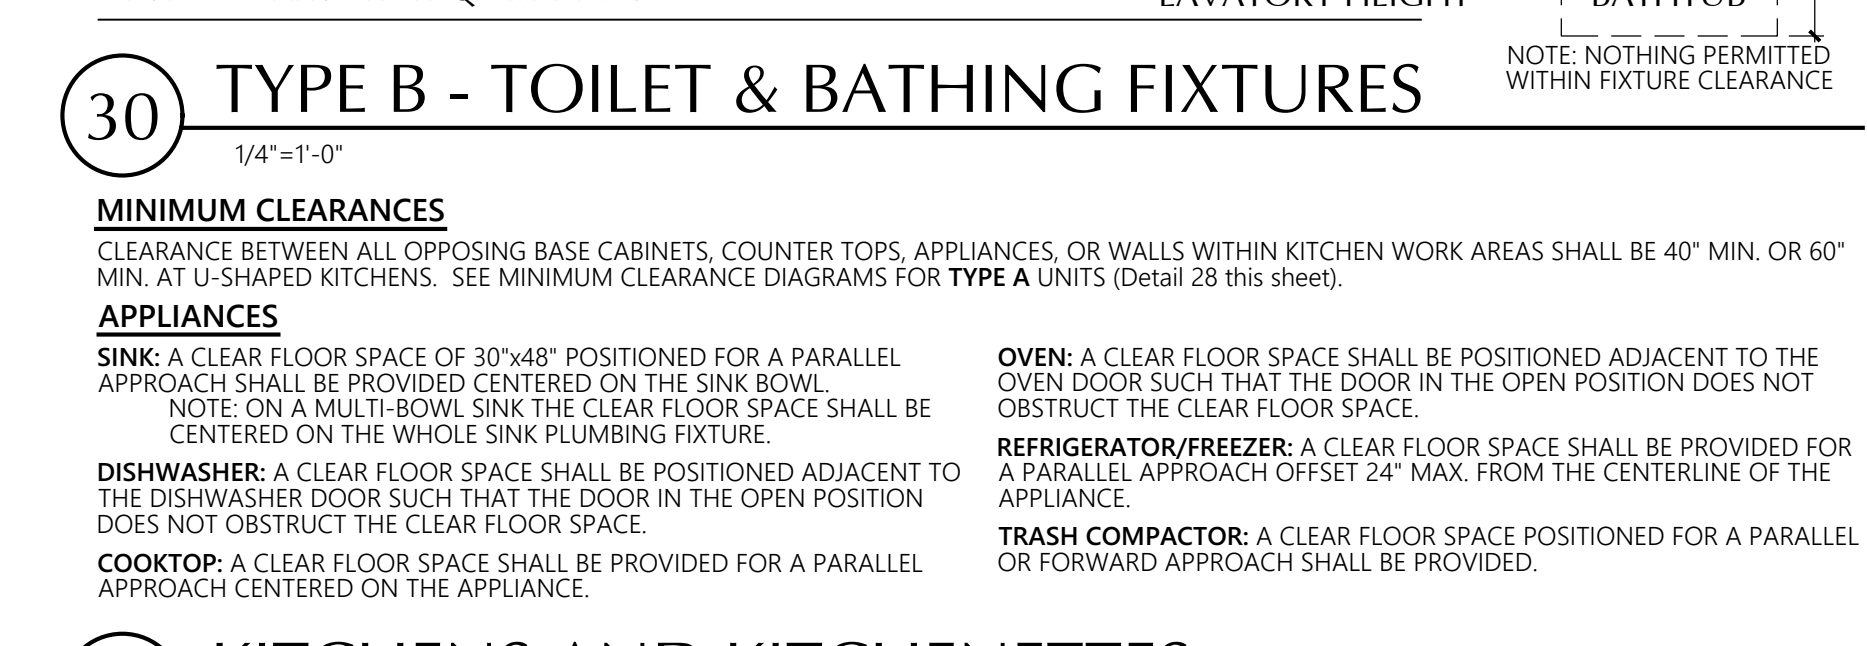 LAVATORY HEIGHT
BATHTUB
NOTE: NOTHING PERMITTED
WITHIN FIXTURE CLEARANCE
30
TYPE B - TOILET & BATHING FIXTURES
1/4"=1'-0"
MINIMUM CLEARANCES
CLEARANCE BETWEEN ALL OPPOSING BASE CABINETS, COUNTER TOPS, APPLIANCES, OR WALLS WITHIN KITCHEN WORK AREAS SHALL BE 40" MIN. OR 60"
MIN. AT U-SHAPED KITCHENS. SEE MINIMUM CLEARANCE DIAGRAMS FOR TYPE A UNITS (Detail 28 this sheet).
APPLIANCES
SINK: A CLEAR FLOOR SPACE OF 30"x48" POSITIONED FOR A PARALLEL
APPROACH SHALL BE PROVIDED CENTERED ON THE SINK BOWL.
NOTE: ON A MULTI-BOWL SINK THE CLEAR FLOOR SPACE SHALL BE
CENTERED ON THE WHOLE SINK PLUMBING FIXTURE.
DISHWASHER: A CLEAR FLOOR SPACE SHALL BE POSITIONED ADJACENT TO
THE DISHWASHER DOOR SUCH THAT THE DOOR IN THE OPEN POSITION
DOES NOT OBSTRUCT THE CLEAR FLOOR SPACE.
COOKTOP: A CLEAR FLOOR SPACE SHALL BE PROVIDED FOR A PARALLEL
APPROACH CENTERED ON THE APPLIANCE.
OVEN: A CLEAR FLOOR SPACE SHALL BE POSITIONED ADJACENT TO THE
OVEN DOOR SUCH THAT THE DOOR IN THE OPEN POSITION DOES NOT
OBSTRUCT THE CLEAR FLOOR SPACE.
REFRIGERATOR/FREEZER: A CLEAR FLOOR SPACE SHALL BE PROVIDED FOR
A PARALLEL APPROACH OFFSET 24" MAX. FROM THE CENTERLINE OF THE
APPLIANCE.
TRASH COMPACTOR: A CLEAR FLOOR SPACE POSITIONED FOR A PARALLEL
OR FORWARD APPROACH SHALL BE PROVIDED.
KITCHENS AND KITCHENETTES